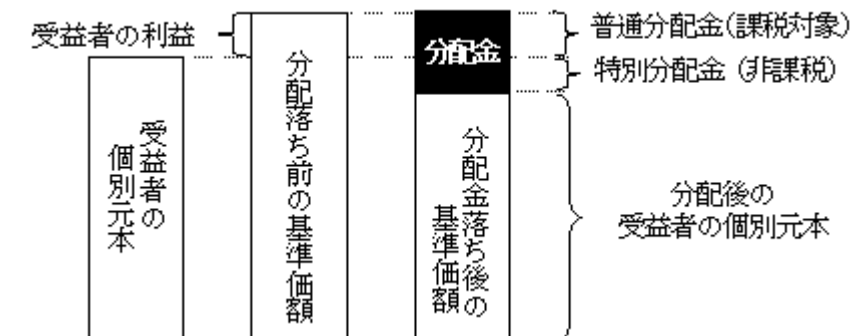 受益者の利益
分配金
普通分配金(課税対象)
特別分配金 (非課税)
受益者の
個別元本
分配落ち前の基準価額
分配金落ち後の
基準価額
分配後の
受益者の個別元本